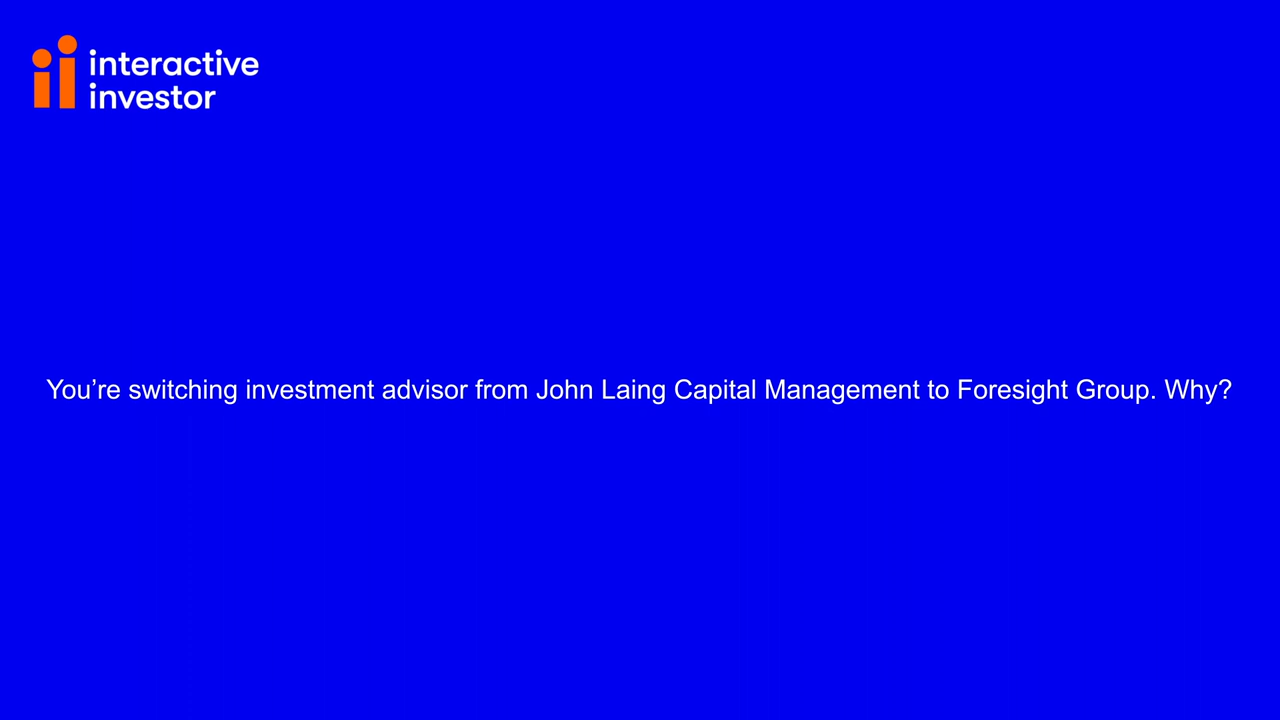 interactive
investor
You’re switching investment advisor from John Laing Capital Management to Foresight Group. Why?